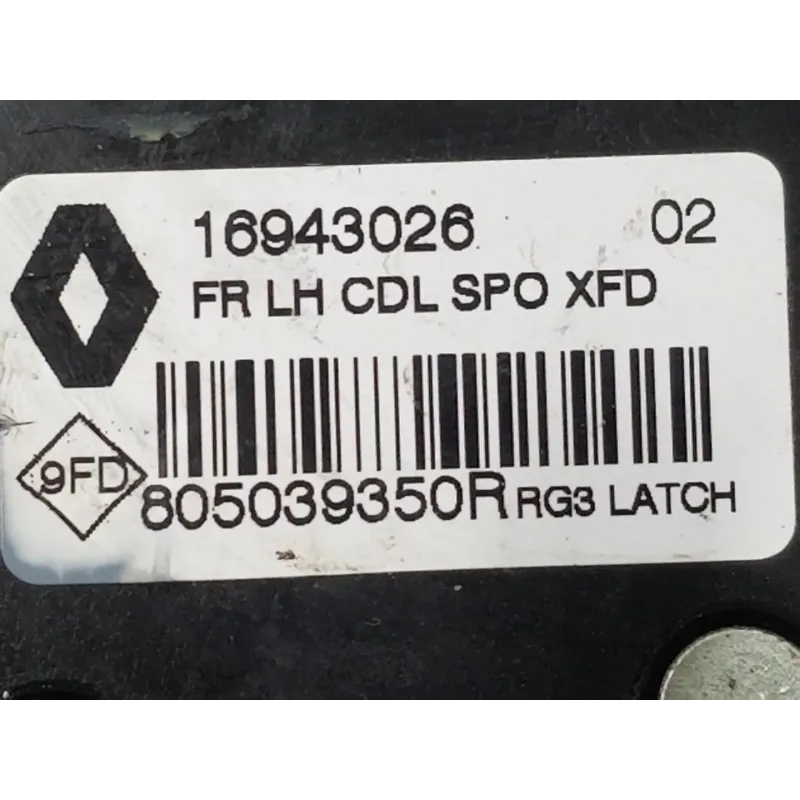 16943026 02
FR LH CDL SPO XFD
9FD
805039350R RG3 LATCH